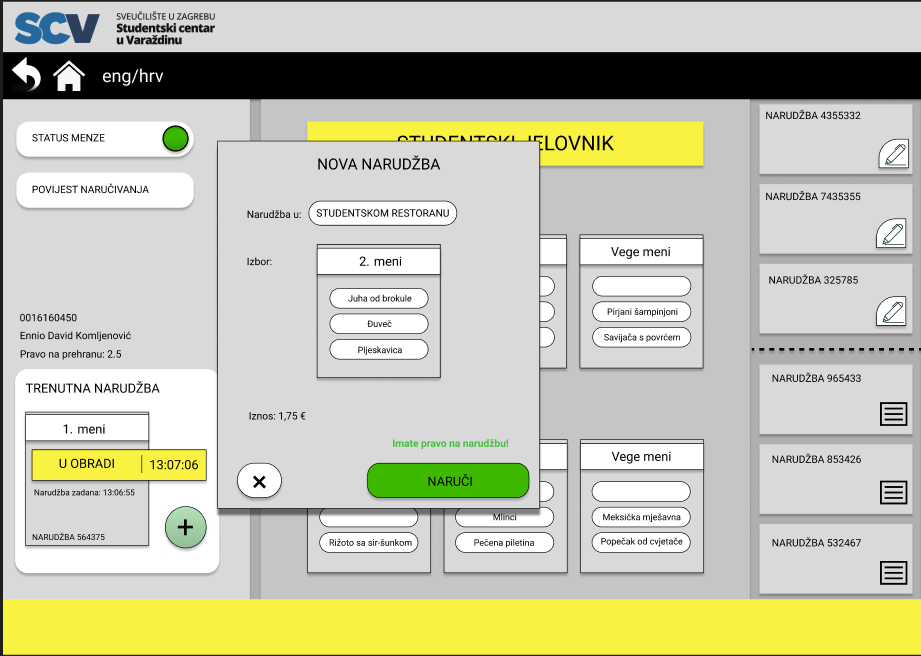 SCV
SVEUČILIŠTE U ZAGREBU
Studentski centar
u Varaždinu
eng/hrv
STATUS MENZE
POVIJEST NARUČIVANJA
0016160450
Ennio David Komljenović
Pravo na prehranu: 2.5
TRENUTNA NARUDŽBA
1. meni
U OBRADI
13:07:06
Narudžba zadana: 13:06:55
NARUDŽBA 564375
+
STUDENTSKI JELOVNIK
NOVA NARUDŽBA
Narudžba u:
STUDENTSKOM RESTORANU
Izbor:
2. meni
Juha od brokule
Đuveč
Pljeskavica
Iznos: 1,75 €
Imate pravo na narudžbu!
×
NARUČI
Vege meni
Pirjani šampinjoni
Savijača s povrćem
Rižoto sa sir-šunkom
Mlinci
Pečena piletina
Vege meni
Meksička mješavna
Popečak od cvjetače
NARUDŽBA 4355332
NARUDŽBA 7435355
NARUDŽBA 325785
NARUDŽBA 965433
NARUDŽBA 853426
NARUDŽBA 532467